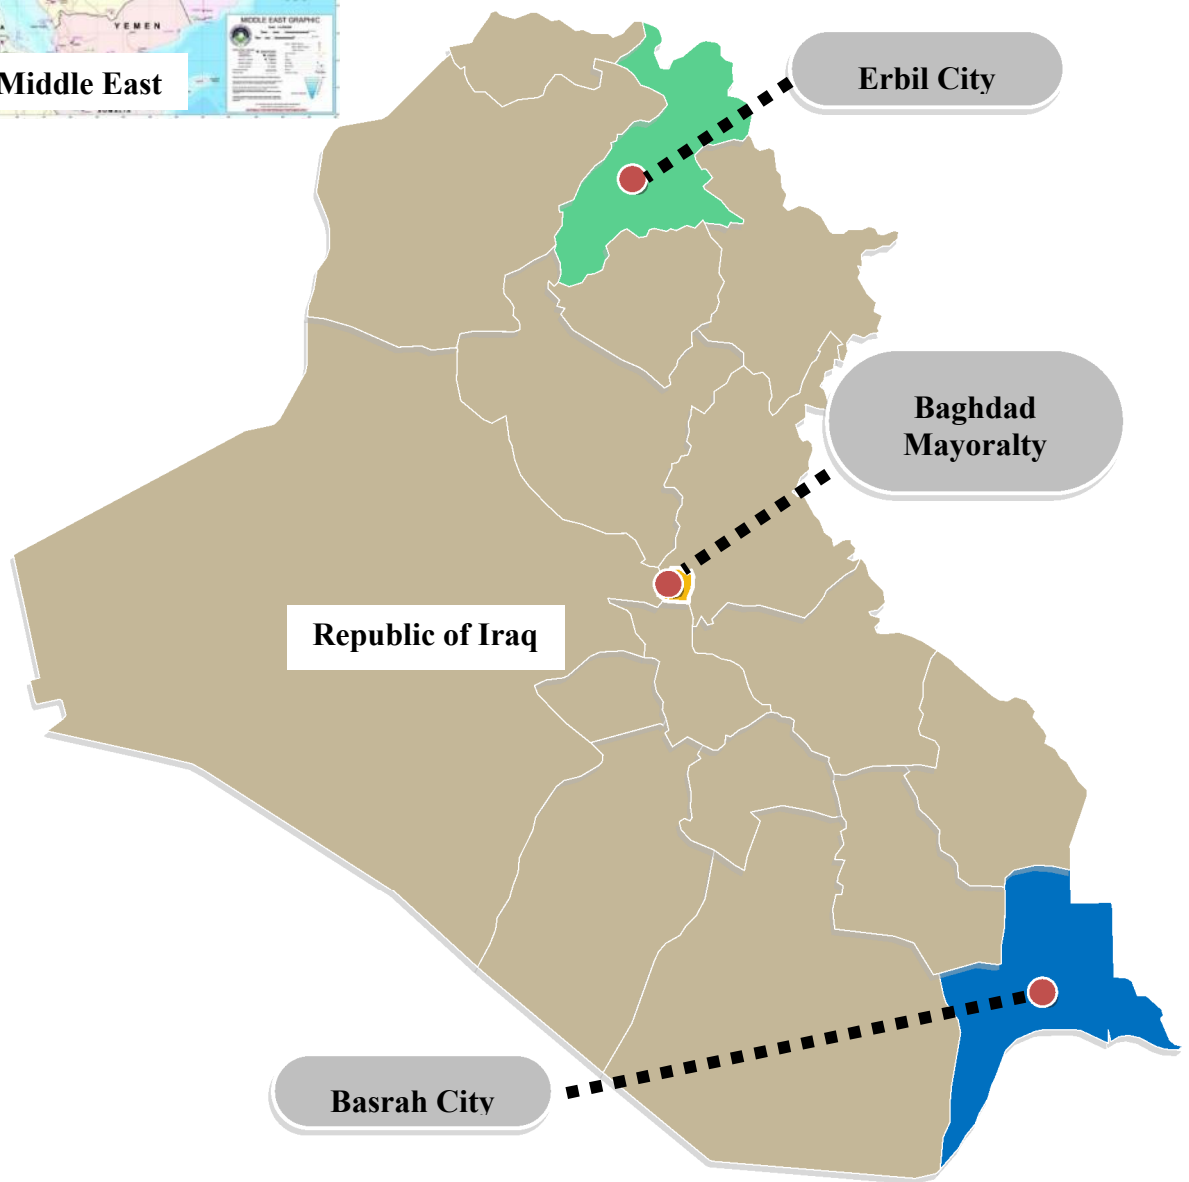 YEMEN
MIDDLE EAST GRAPHIC
Middle East
Erbil City
Baghdad
Mayoralty
Republic of Iraq
Basrah City